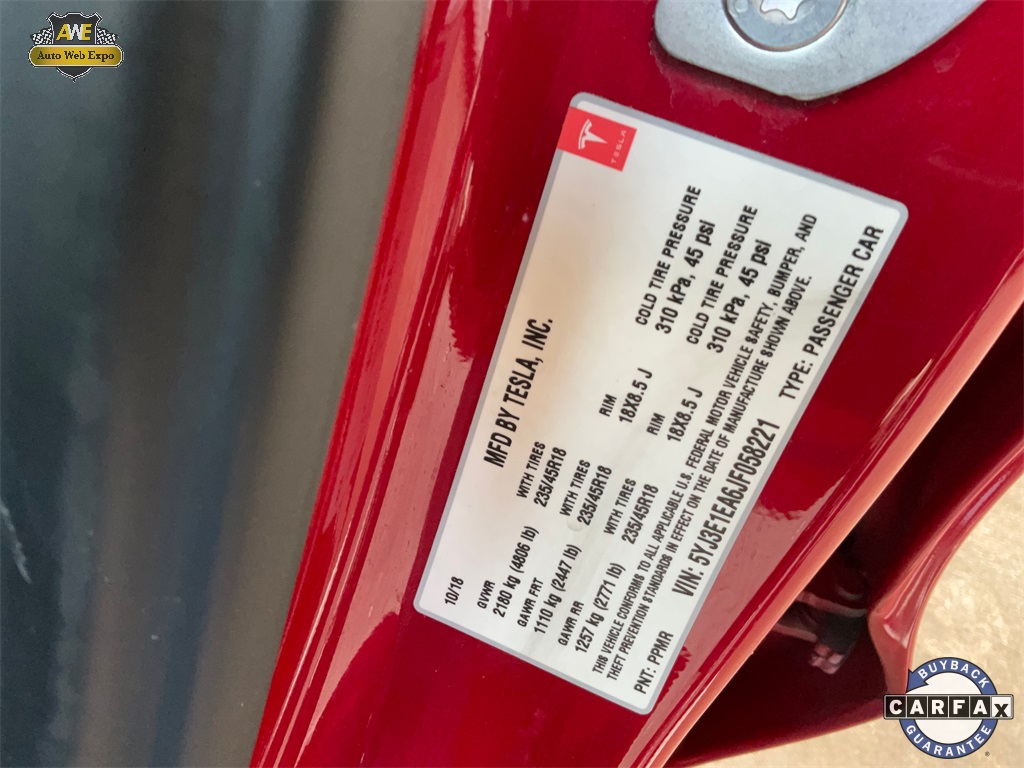 AWE
Auto Web Expo
TESLA
MFD BY TESLA, INC.
10/18
GVWR
2180 kg (4806 lb)
WITH TIRES
235/45R18
RIM
18X8.5 J
COLD TIRE PRESSURE
310 kPa, 45 psi
GAWR FRT
1110 kg (2447 lb)
WITH TIRES
235/45R18
RIM
18X8.5 J
COLD TIRE PRESSURE
310 kPa, 45 psi
GAWR RR
1257 kg (2771 lb)
WITH TIRES
235/45R18
THIS VEHICLE CONFORMS TO ALL APPLICABLE U.S. FEDERAL MOTOR VEHICLE SAFETY, BUMPER, AND
THEFT PREVENTION STANDARDS IN EFFECT ON THE DATE OF MANUFACTURE SHOWN ABOVE.
PNT: PPMR
VIN: 5YJ3E1EA6JF058221
TYPE: PASSENGER CAR
BUYBACK
CARFAX
GUARANTEE